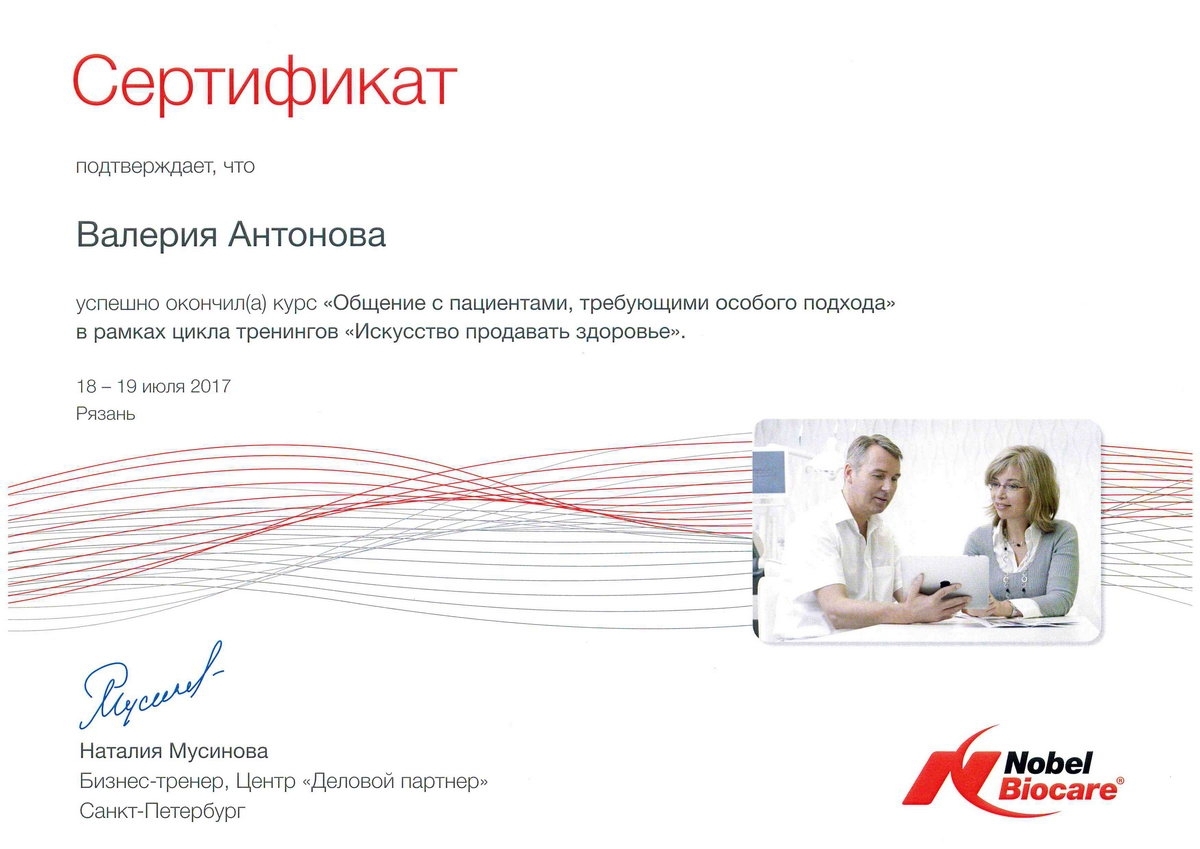 Сертификат
подтверждает, что
Валерия Антонова
успешно окончил(а) курс «Общение с пациентами, требующими особого подхода»
в рамках цикла тренингов «Искусство продавать здоровье».
18 – 19 июля 2017
Рязань
Мусинова
Наталия Мусинова
Бизнес-тренер, Центр «Деловой партнер»
Санкт-Петербург
Nobel
Biocare®